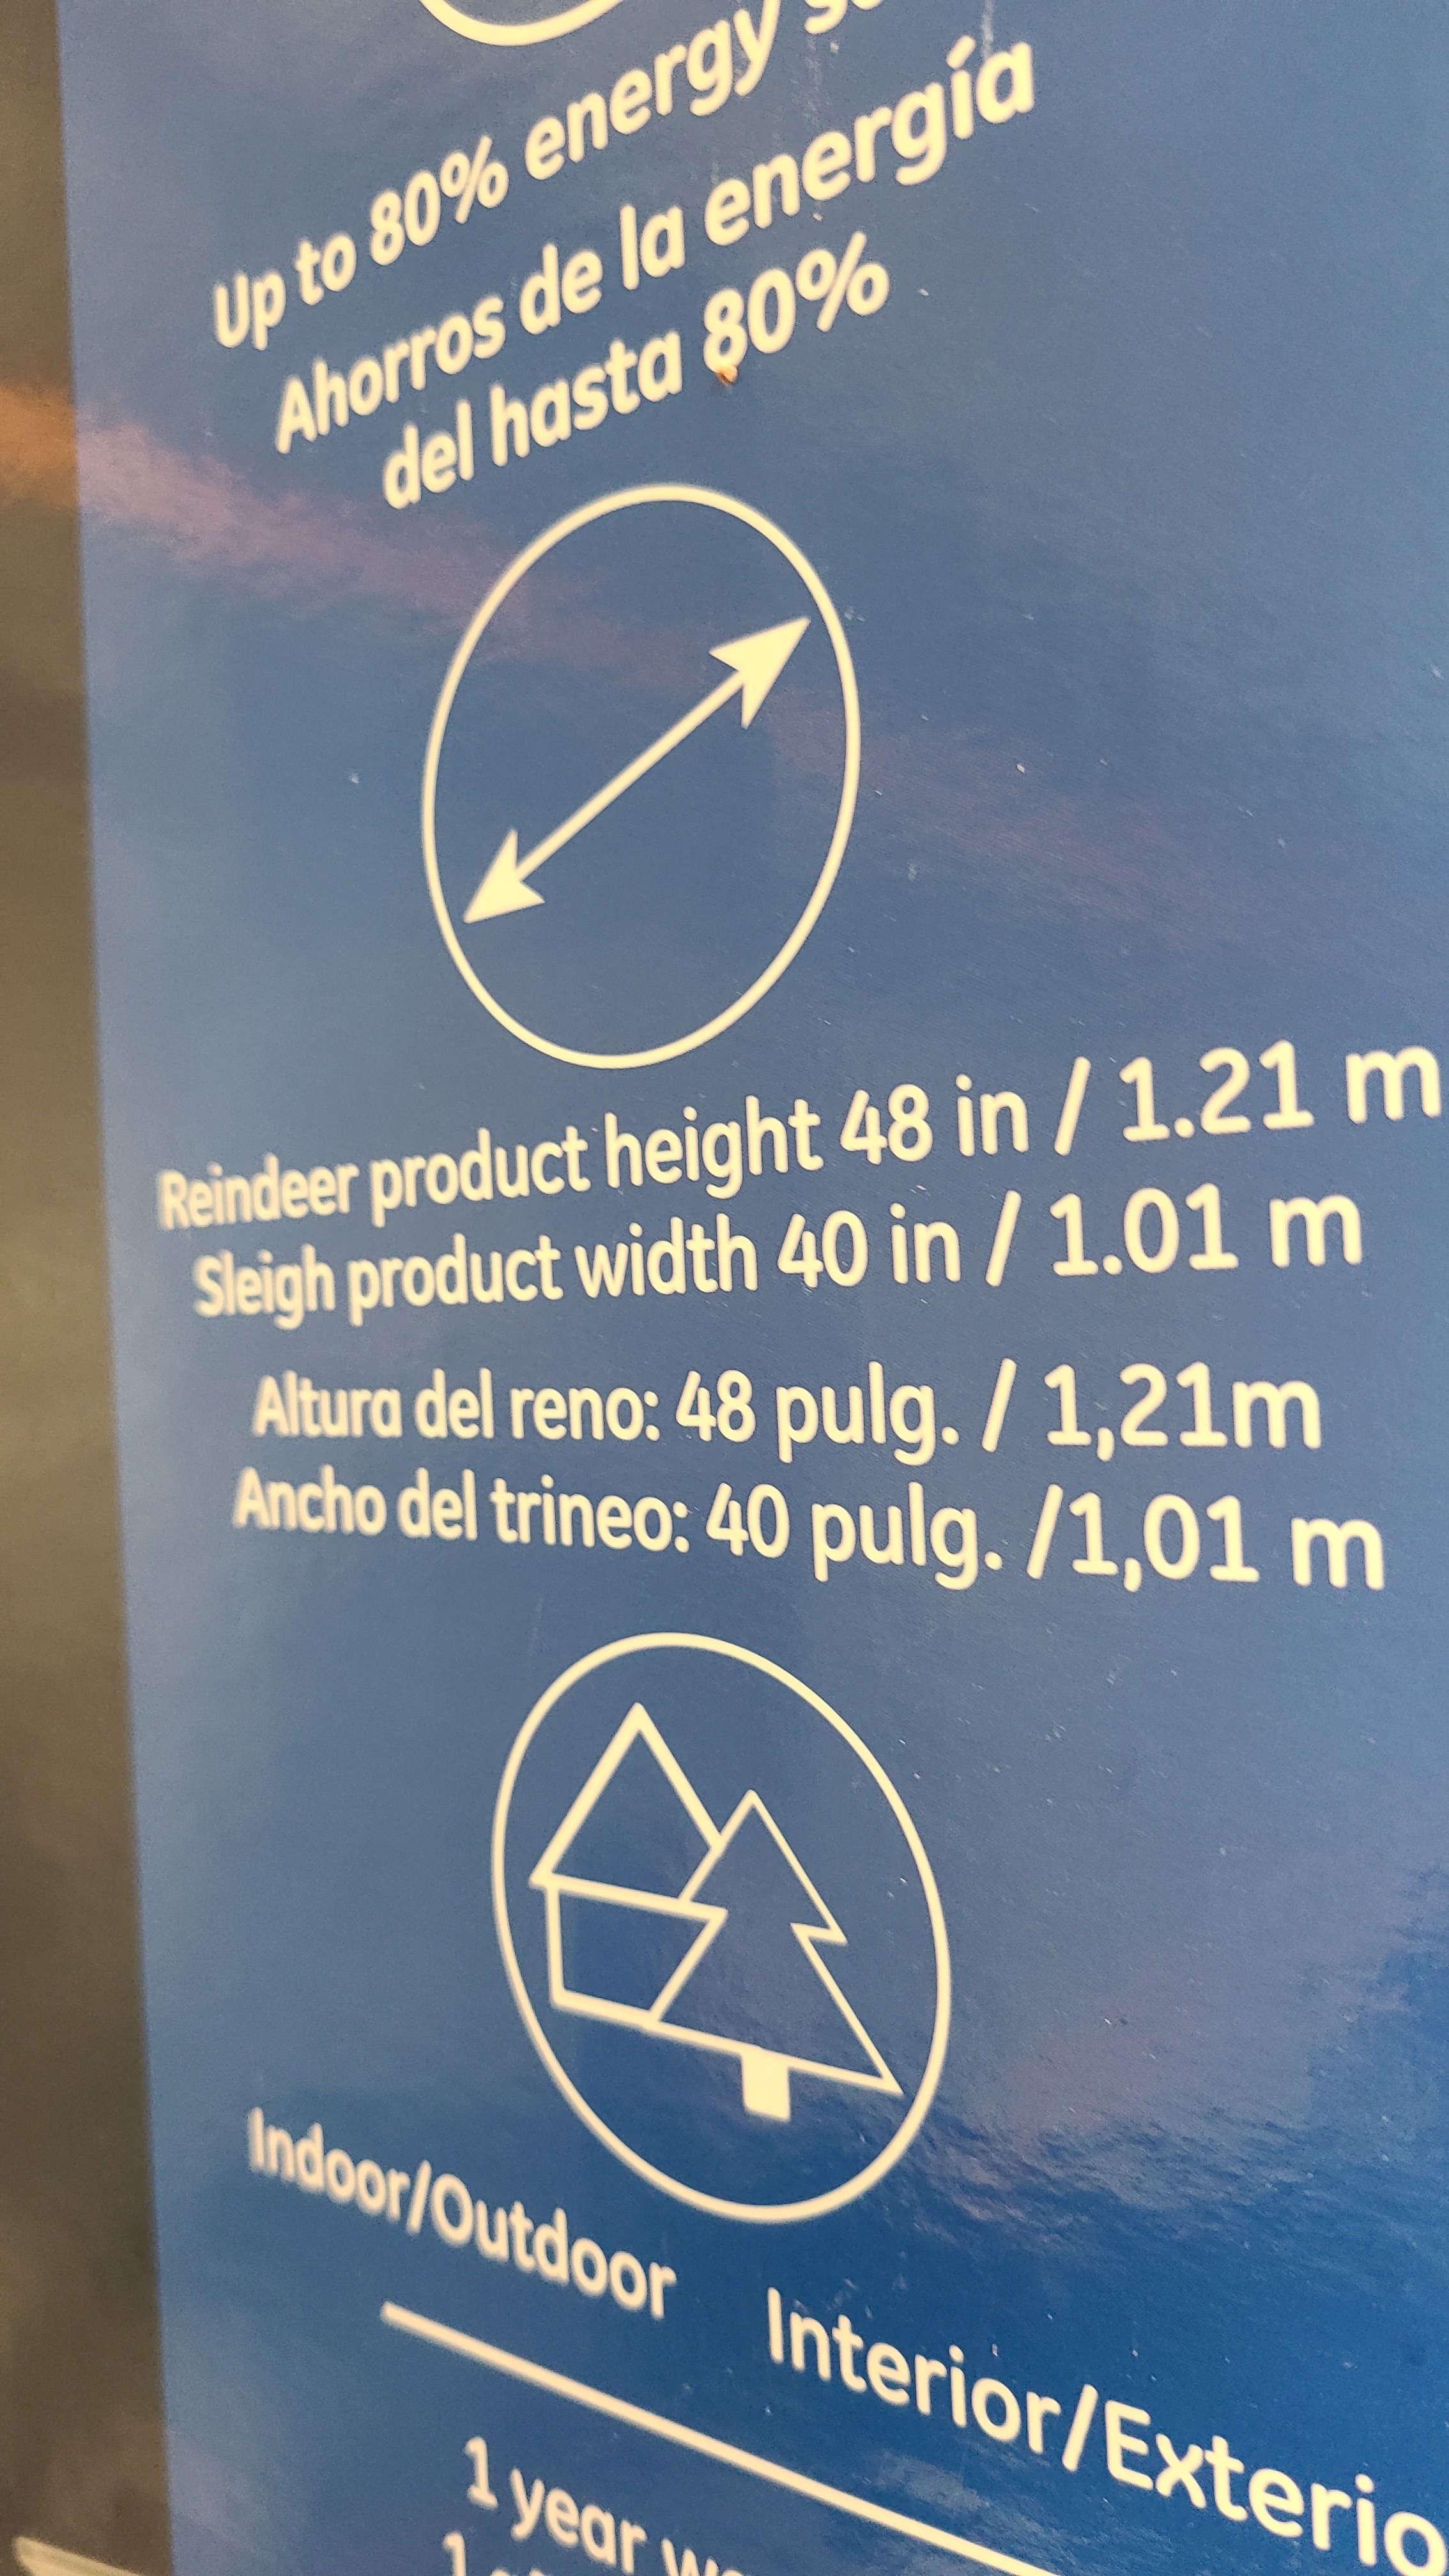 Up to 80% energy
Ahorros de la energía
del hasta 80%
Reindeer product height 48 in / 1.21 m
Sleigh product width 40 in / 1.01 m
Altura del reno: 48 pulg. / 1,21m
Ancho del trineo: 40 pulg. /1,01 m
Indoor/Outdoor Interior/Exterio
1 year
1